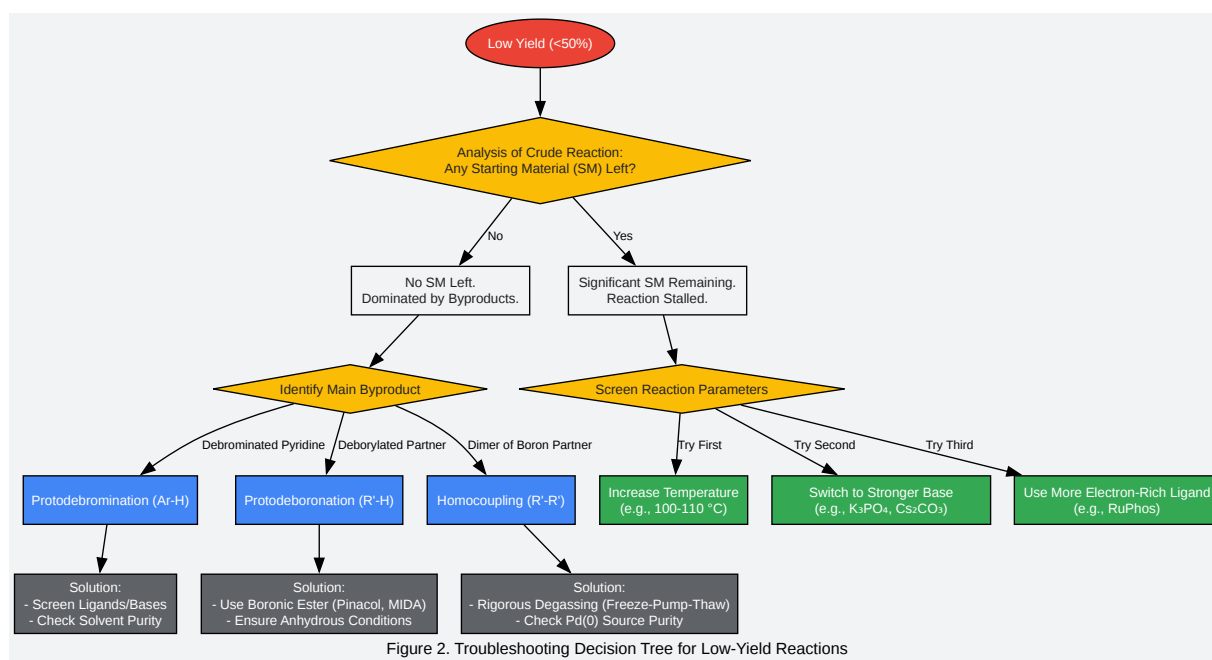 Low Yield (<50%)
Analysis of Crude Reaction:
Any Starting Material (SM) Left?
No
Yes
No SM Left.
Dominated by Byproducts.
Significant SM Remaining.
Reaction Stalled.
Identify Main Byproduct
Screen Reaction Parameters
Debrominated Pyridine
Deborylated Partner
Dimer of Boron Partner
Try First
Try Second
Try Third
Protodebromination (Ar-H)
Protodeboronation (R'-H)
Homocoupling (R'-R')
Increase Temperature
(e.g., 100-110 °C)
Switch to Stronger Base
(e.g., K₃PO₄, Cs₂CO₃)
Use More Electron-Rich Ligand
(e.g., RuPhos)
Solution:
- Screen Ligands/Bases
- Check Solvent Purity
Solution:
- Use Boronic Ester (Pinacol, MIDA)
- Ensure Anhydrous Conditions
Solution:
- Rigorous Degassing (Freeze-Pump-Thaw)
- Check Pd(0) Source Purity
Figure 2. Troubleshooting Decision Tree for Low-Yield Reactions